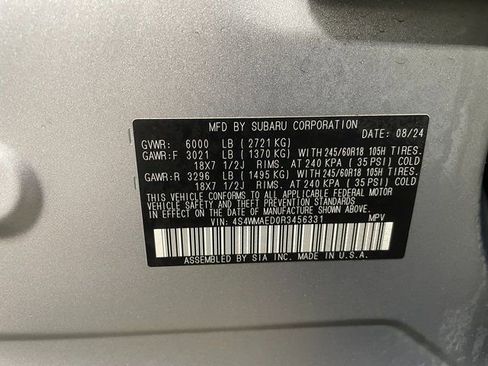 MFD BY SUBARU CORPORATION
GVWR: 6000 LB ( 2721 KG) DATE: 08/24
GAWR:F 3021 LB ( 1370 KG) WITH 245/60R18 105H TIRES.
18X7 1/2J RIMS. AT 240 KPA ( 35 PSI) COLD
GAWR:R 3296 LB ( 1495 KG) WITH 245/60R18 105H TIRES.
18X7 1/2J RIMS. AT 240 KPA ( 35 PSI) COLD
THIS VEHICLE CONFORMS TO ALL APPLICABLE FEDERAL MOTOR
VEHICLE SAFETY AND THEFT PREVENTION STANDARDS IN EFFECT
ON THE DATE OF MANUFACTURE SHOWN ABOVE.
VIN: 4S4WMAED0R3456331 MPV
ASSEMBLED BY SIA INC. MADE IN U.S.A.